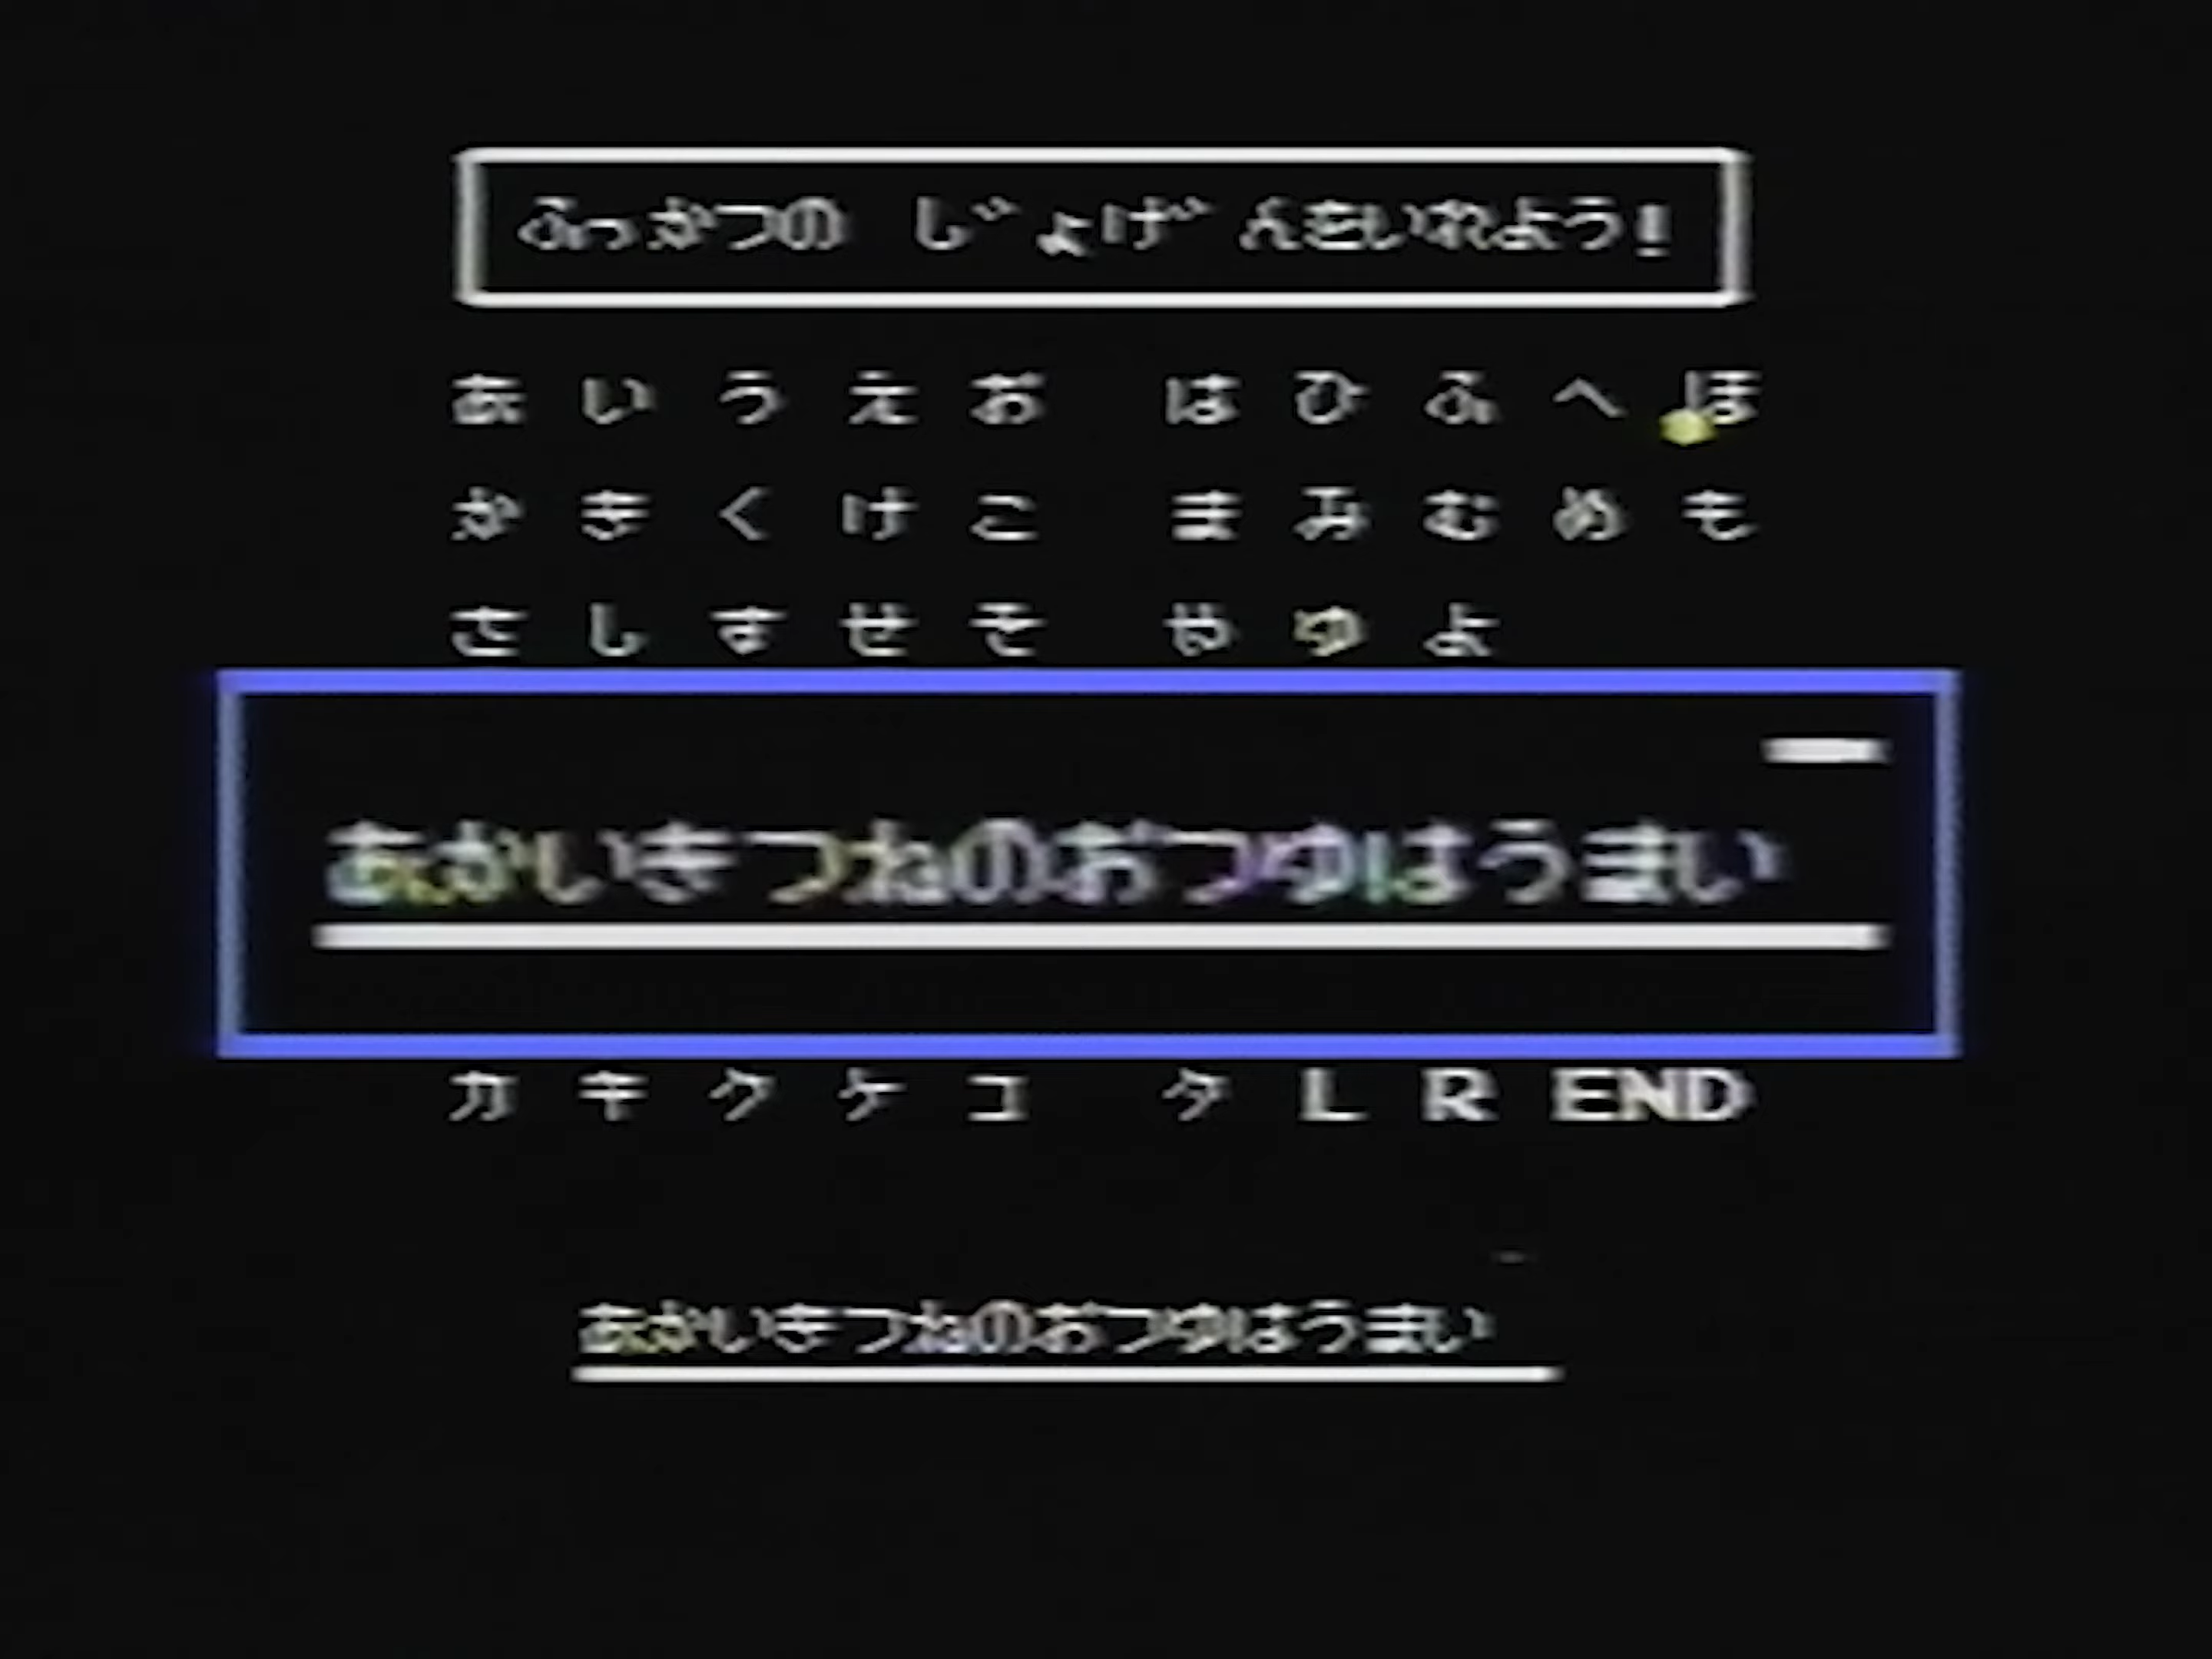 ふっかつの じょげんをいれよう!
あ い う え お は ひ ふ へ ほ
か き く け こ ま み む め も
さ し す せ そ や ゆ よ
あかいきつねのおつゆはうまい
カ キ ク ケ コ タ L R END
あかいきつねのおつゆはうまい